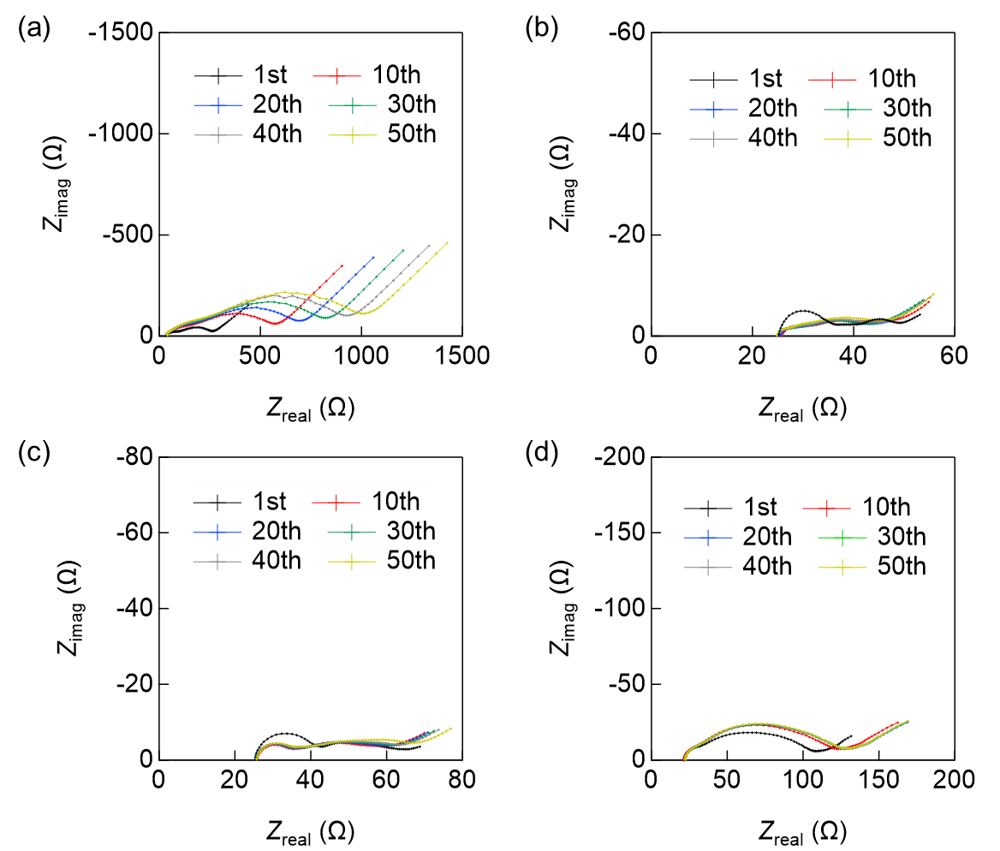 (a)
-1500
-1000
-500
0
0 500 1000 1500
1st 10th
20th 30th
40th 50th
Zimag (Ω)
Zreal (Ω)
(b)
-60
-40
-20
0
0 20 40 60
1st 10th
20th 30th
40th 50th
Zimag (Ω)
Zreal (Ω)
(c)
-80
-60
-40
-20
0
0 20 40 60 80
1st 10th
20th 30th
40th 50th
Zimag (Ω)
Zreal (Ω)
(d)
-200
-150
-100
-50
0
0 50 100 150 200
1st 10th
20th 30th
40th 50th
Zimag (Ω)
Zreal (Ω)